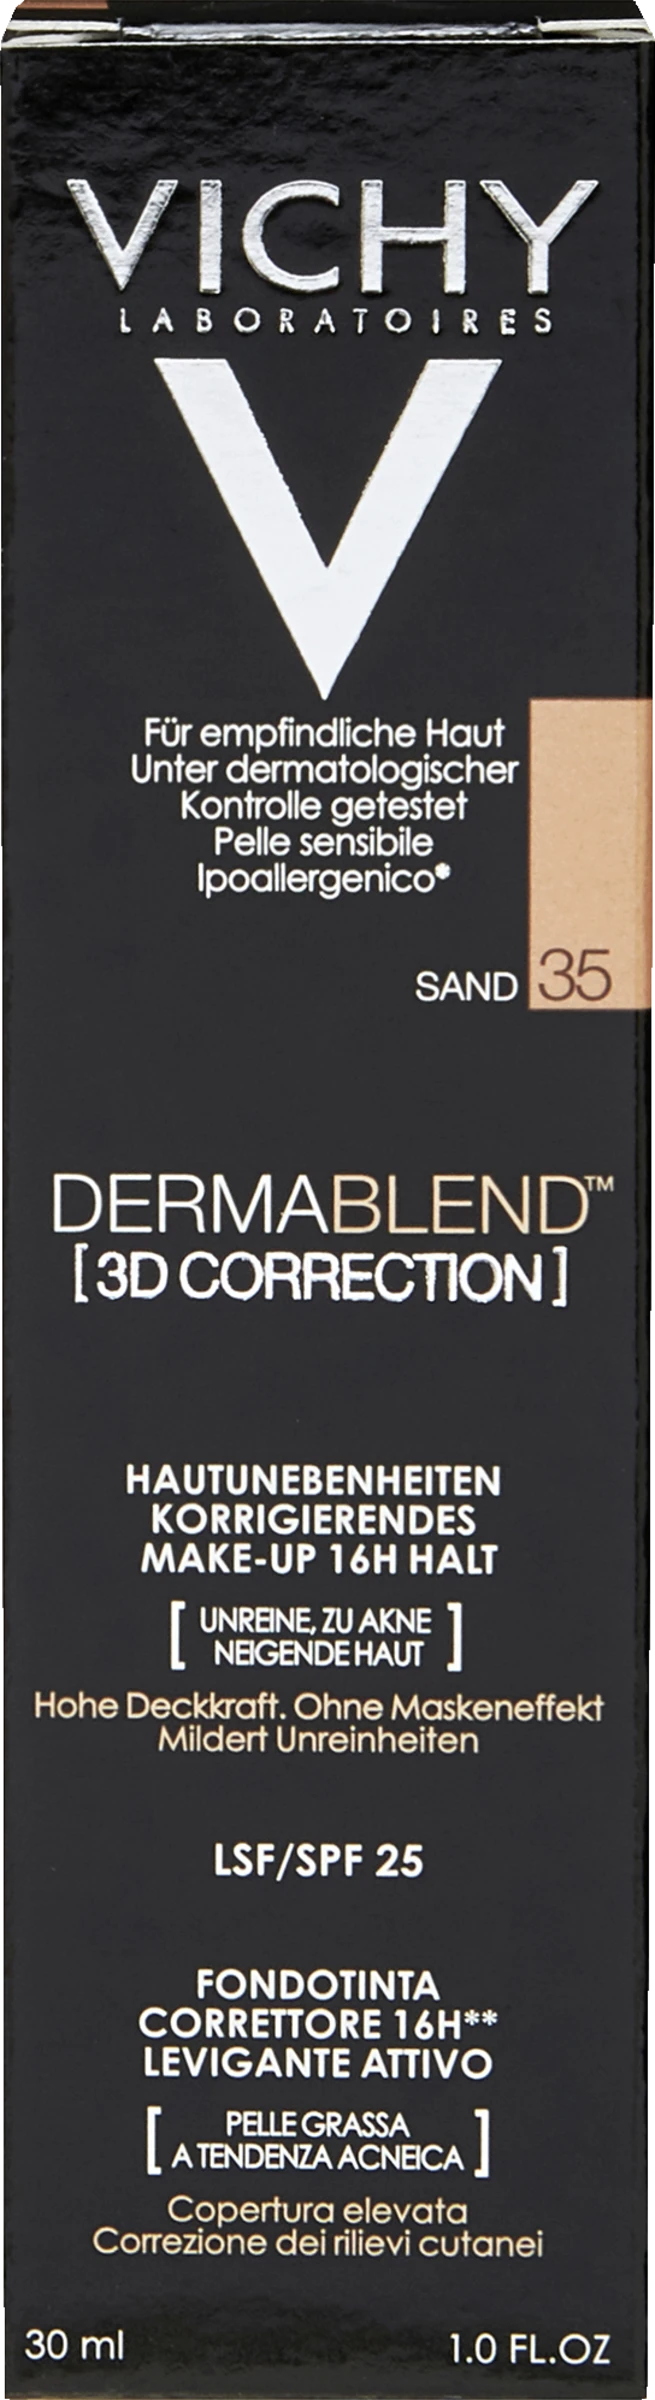 VICHY
LABORATOIRES
V
Für empfindliche Haut
Unter dermatologischer
Kontrolle getestet
Pelle sensibile
Ipoallergenico*
SAND 35
DERMABLEND™
[3D CORRECTION]
HAUTUNEBENHEITEN
KORRIGIERENDES
MAKE-UP 16H HALT
[UNREINE, ZU AKNE
NEIGENDE HAUT]
Hohe Deckkraft. Ohne Maskeneffekt
Mildert Unreinheiten
LSF/SPF 25
FONDOTINTA
CORRETTORE 16H**
LEVIGANTE ATTIVO
[PELLE GRASSA
A TENDENZA ACNEICA]
Copertura elevata
Correzione dei rilievi cutanei
30 ml 1.0 FL.OZ